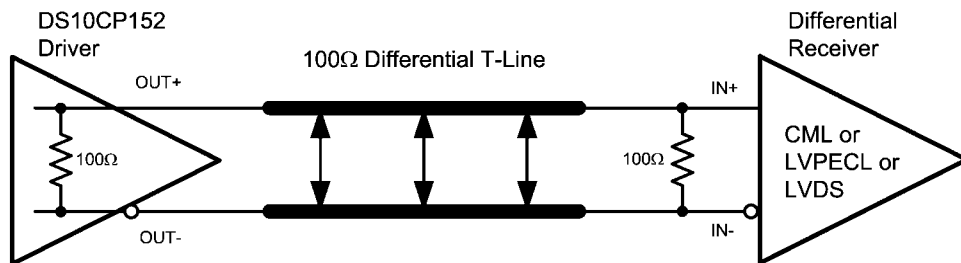 DS10CP152
Driver
Differential
Receiver
100Ω Differential T-Line
OUT+
IN+
100Ω
100Ω
CML or
LVPECL or
LVDS
OUT-
IN-